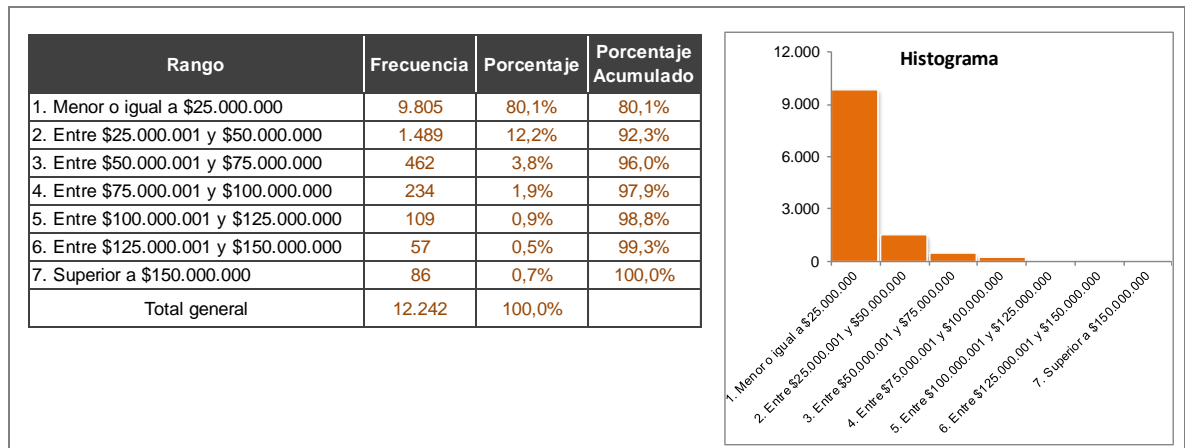 Rango Frecuencia Porcentaje Porcentaje Acumulado
1. Menor o igual a $25.000.000 9.805 80,1% 80,1%
2. Entre $25.000.001 y $50.000.000 1.489 12,2% 92,3%
3. Entre $50.000.001 y $75.000.000 462 3,8% 96,0%
4. Entre $75.000.001 y $100.000.000 234 1,9% 97,9%
5. Entre $100.000.001 y $125.000.000 109 0,9% 98,8%
6. Entre $125.000.001 y $150.000.000 57 0,5% 99,3%
7. Superior a $150.000.000 86 0,7% 100,0%
Total general 12.242 100,0%
Histograma
12.000
9.000
6.000
3.000
0
1. Menor o igual a $25.000.000
2. Entre $25.000.001 y $50.000.000
3. Entre $50.000.001 y $75.000.000
4. Entre $75.000.001 y $100.000.000
5. Entre $100.000.001 y $125.000.000
6. Entre $125.000.001 y $150.000.000
7. Superior a $150.000.000